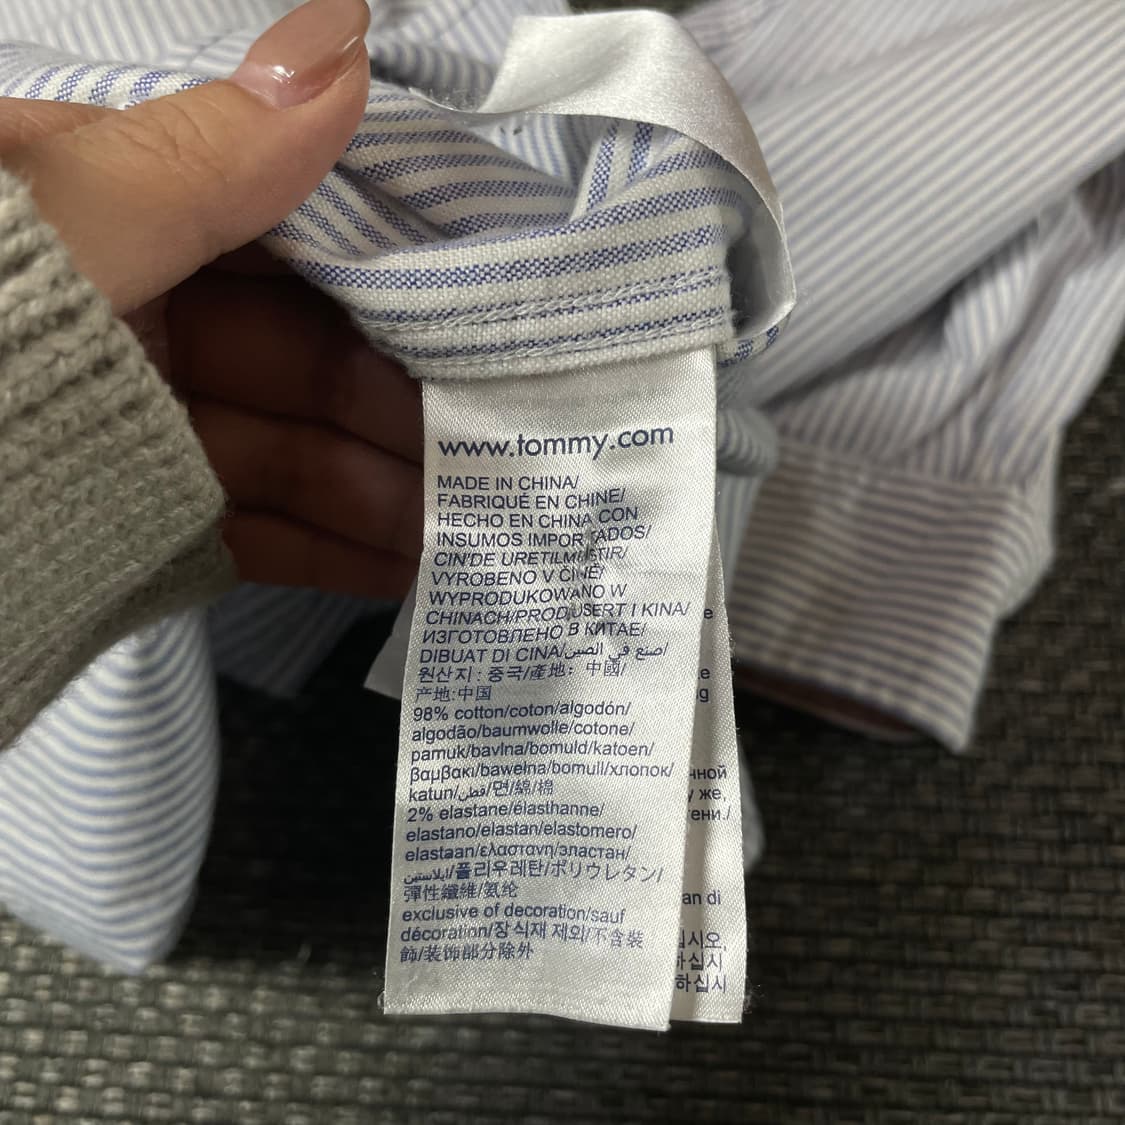 www.tommy.com
MADE IN CHINA/
FABRIQUÉ EN CHINE/
HECHO EN CHINA CON
INSUMOS IMPORTADOS/
CIN'DE URETILMISTIR/
VYROBENO V ČÍNĚ/
WYPRODUKOWANO W
CHINACH/PRODUSERT I KINA/
ИЗГОТОВЛЕНО В КИТАЕ/
DIBUAT DI CINA/صنع في الصين/
원산지: 중국/產地: 中國/
产地:中国
98% cotton/coton/algodón/
algodão/baumwolle/cotone/
pamuk/bavlna/bomuld/katoen/
βαμβακι/bawełna/bomull/хлопок/
katun/قطن/면/綿/棉
2% elastane/élasthanne/
elastano/elastan/elastomero/
elastaan/ελαστανη/эластан/
ايلاستين/폴리우레탄/ポリウレタン/
彈性纖維/氨纶
exclusive of decoration/sauf
décoration/장식재 제외/不含裝
飾/装饰部分除外